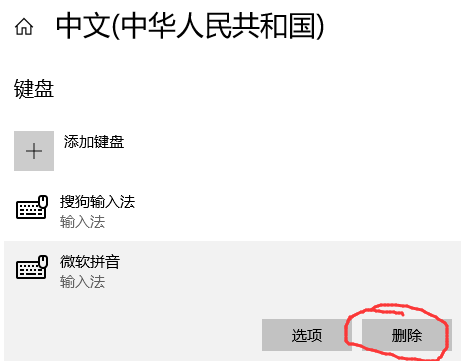 中文(中华人民共和国)
键盘
添加键盘
搜狗输入法
输入法
微软拼音
输入法
选项 删除